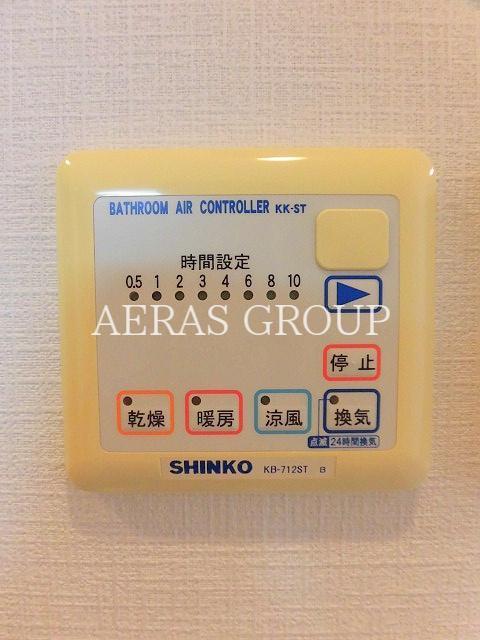 BATHROOM AIR CONTROLLER KK-ST
時間設定
0.5 1 2 3 4 6 8 10
AERAS GROUP
停止
乾燥 暖房 涼風 換気
点滅 24時間換気
SHINKO KB-712ST B